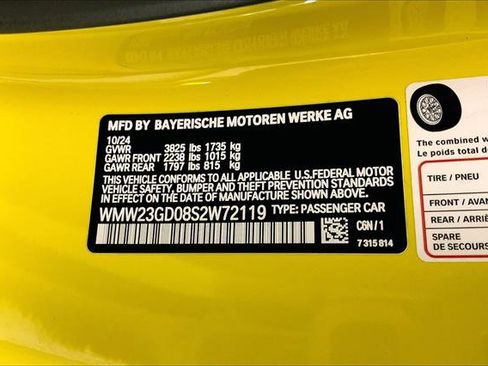 MFD BY BAYERISCHE MOTOREN WERKE AG
10/24
GVWR 3825 lbs 1735 kg
GAWR FRONT 2238 lbs 1015 kg
GAWR REAR 1797 lbs 815 kg
THIS VEHICLE CONFORMS TO ALL APPLICABLE U.S.FEDERAL MOTOR
VEHICLE SAFETY, BUMPER, AND THEFT PREVENTION STANDARDS
IN EFFECT ON THE DATE OF MANUFACTURE SHOWN ABOVE.
WMW23GD08S2W72119 TYPE: PASSENGER CAR
C6N / 1
7 315 814
The combined w
Le poids total d
TIRE / PNEU
FRONT / AVAN
REAR / ARRIÈ
SPARE
DE SECOURS